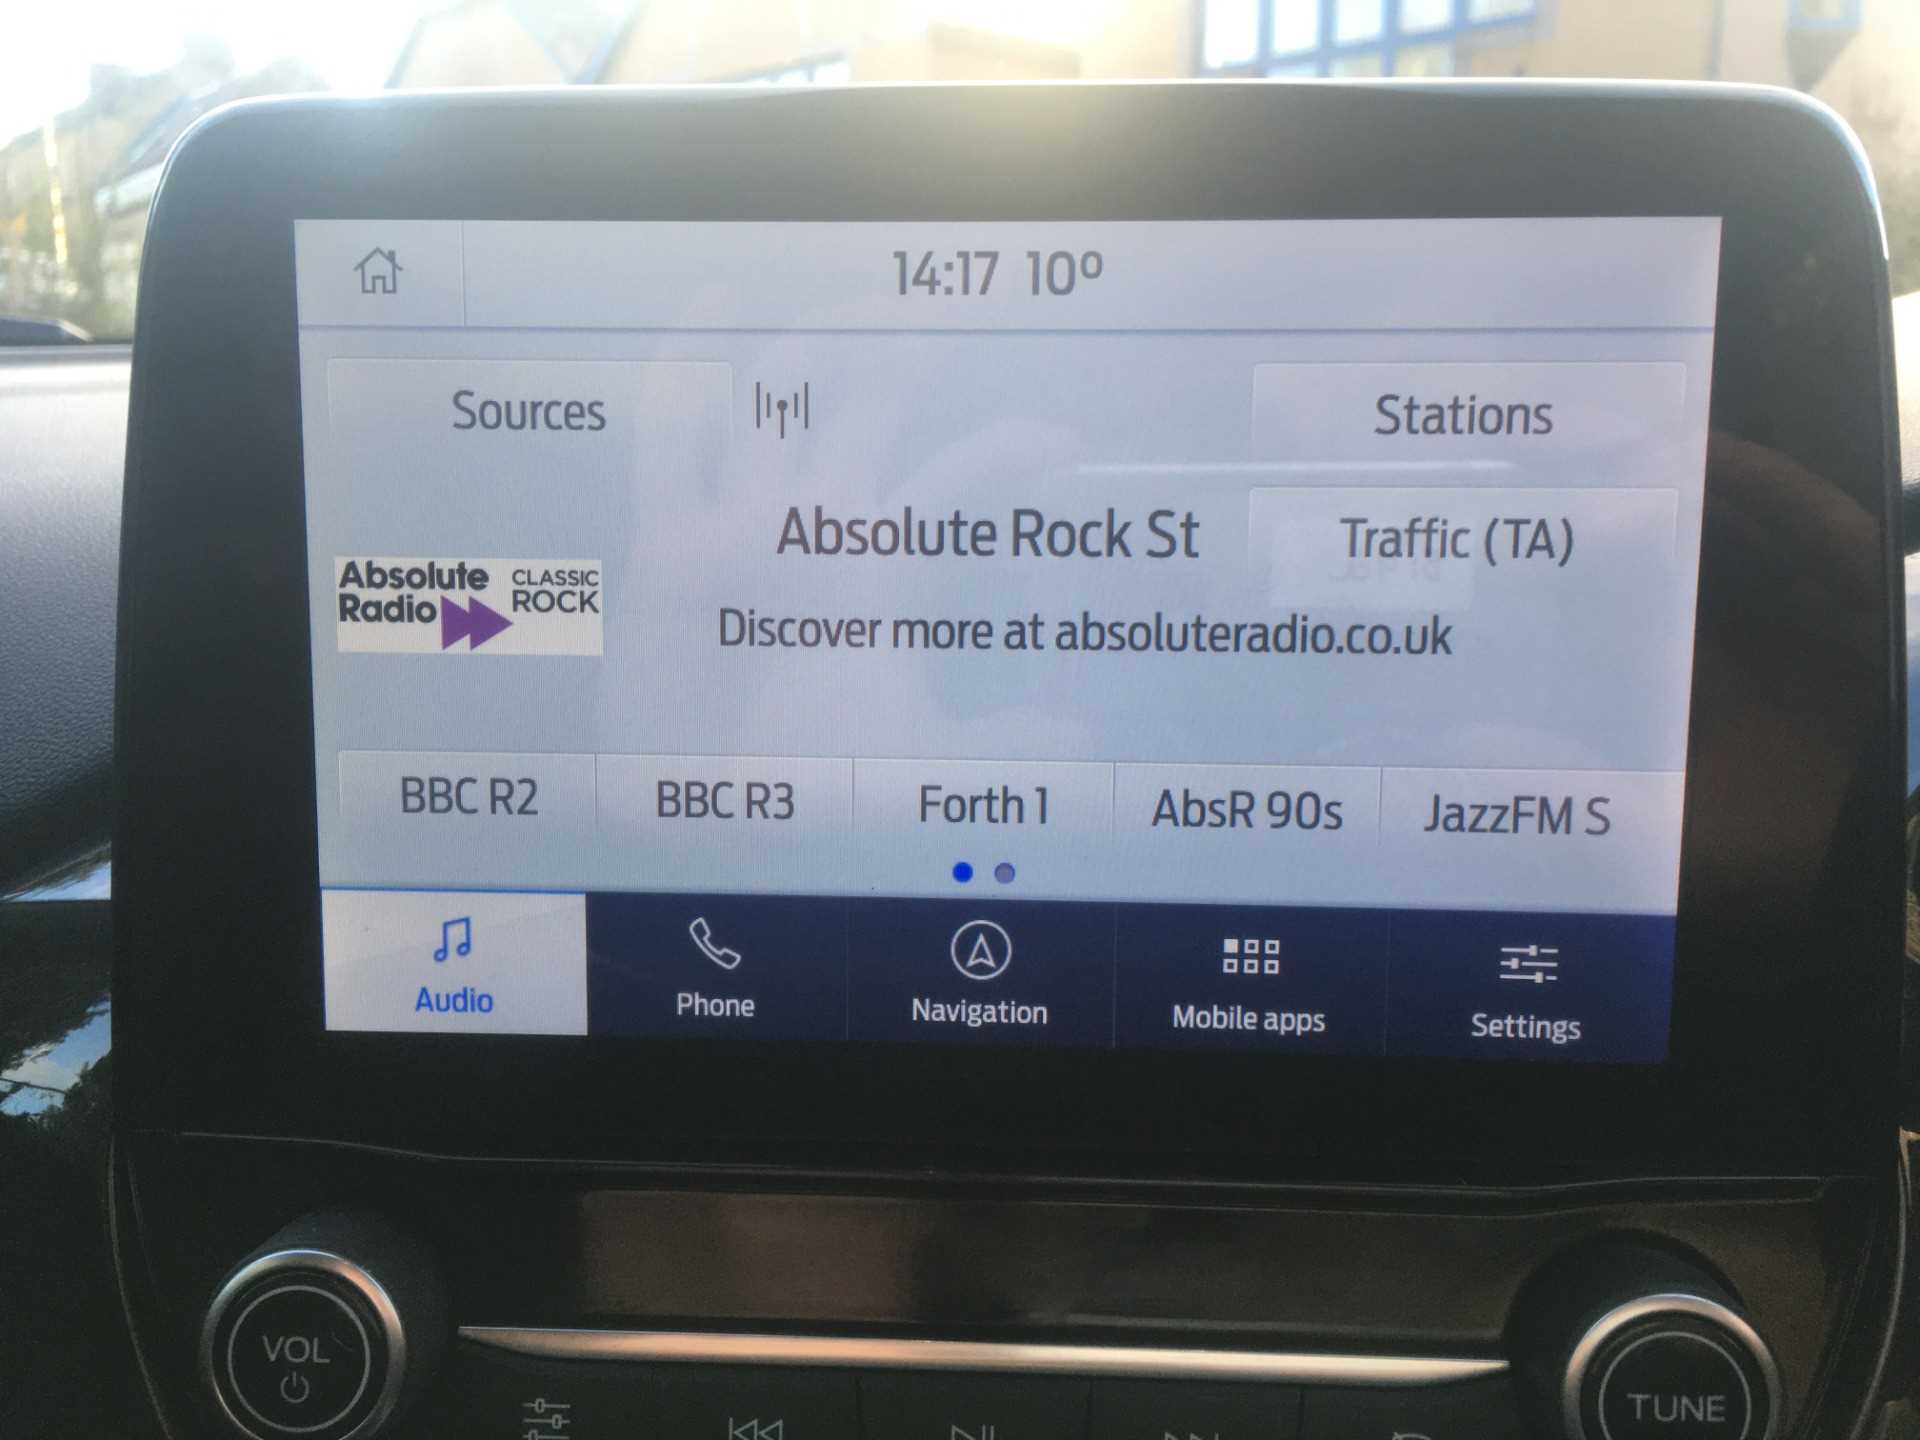 14:17 10º
Sources
Stations
Absolute Rock St
Traffic (TA)
Absolute Radio
CLASSIC ROCK
Discover more at absoluteradio.co.uk
BBC R2
BBC R3
Forth 1
AbsR 90s
JazzFM S
Audio
Phone
Navigation
Mobile apps
Settings
VOL
TUNE